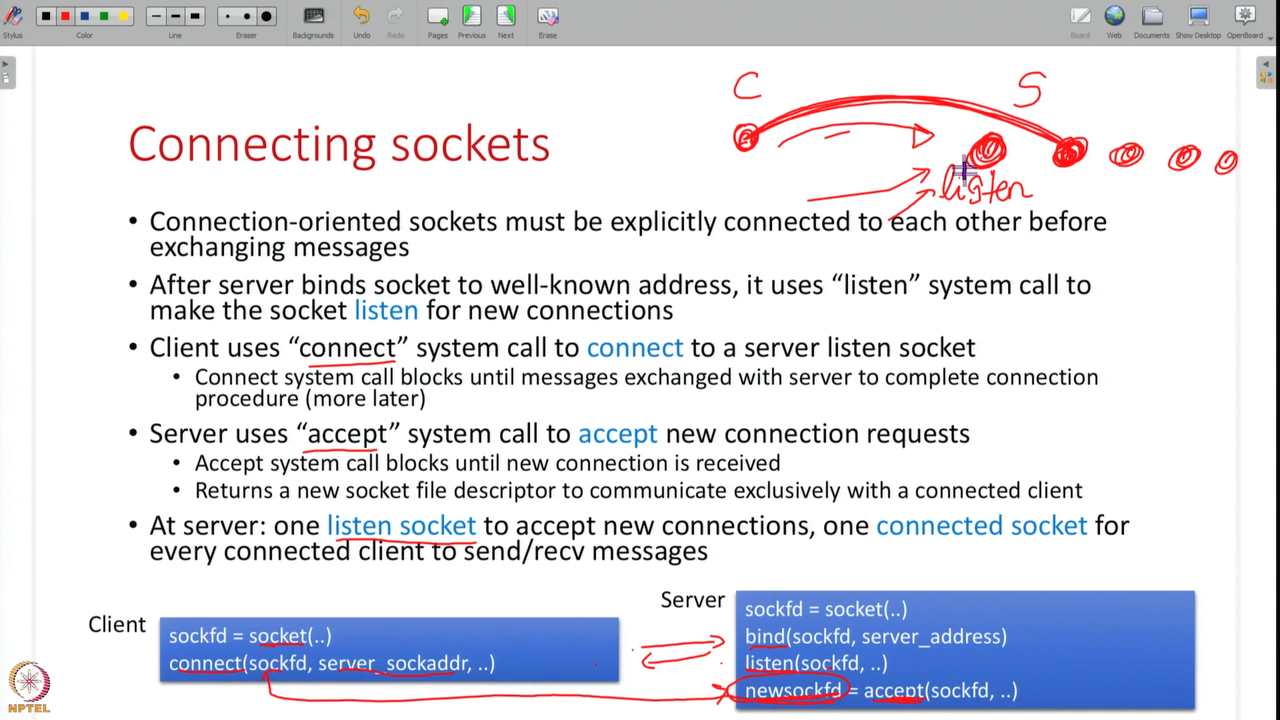 Stylus
Color
Line
Eraser
Backgrounds
Undo
Redo
Pages
Previous
Next
Erase
Board
Web
Documents
Show Desktop
OpenBoard
C
S
listen
Connecting sockets
• Connection-oriented sockets must be explicitly connected to each other before
exchanging messages
• After server binds socket to well-known address, it uses “listen” system call to
make the socket listen for new connections
• Client uses “connect” system call to connect to a server listen socket
• Connect system call blocks until messages exchanged with server to complete connection
procedure (more later)
• Server uses “accept” system call to accept new connection requests
• Accept system call blocks until new connection is received
• Returns a new socket file descriptor to communicate exclusively with a connected client
• At server: one listen socket to accept new connections, one connected socket for
every connected client to send/recv messages
Client
sockfd = socket(..)
connect(sockfd, server_sockaddr, ..)
Server
sockfd = socket(..)
bind(sockfd, server_address)
listen(sockfd, ..)
newsockfd = accept(sockfd, ..)
NPTEL